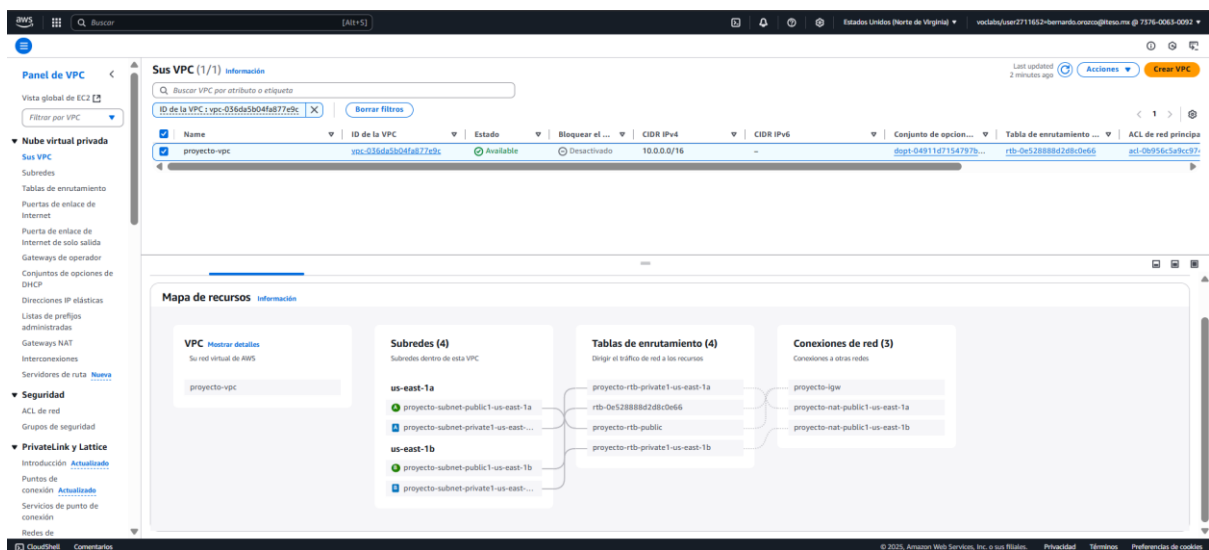 aws
Buscar
[Alt+S]
Estados Unidos (Norte de Virginia)
voclabs/user2711652=bernardo.orozco@iteso.mx @ 7376-0063-0092
Panel de VPC
Vista global de EC2
Filtrar por VPC
Nube virtual privada
Sus VPC
Subredes
Tablas de enrutamiento
Puertas de enlace de
Internet
Puerta de enlace de
Internet de solo salida
Gateways de operador
Conjuntos de opciones de
DHCP
Direcciones IP elásticas
Listas de prefijos
administradas
Gateways NAT
Interconexiones
Servidores de ruta Nueva
Seguridad
ACL de red
Grupos de seguridad
PrivateLink y Lattice
Introducción Actualizado
Puntos de
conexión Actualizado
Servicios de punto de
conexión
Redes de
Sus VPC (1/1) Información
Last updated
2 minutes ago
Acciones
Crear VPC
Buscar VPC por atributo o etiqueta
ID de la VPC : vpc-036da5b04fa877e9c
Borrar filtros
1
Name
ID de la VPC
Estado
Bloquear el ...
CIDR IPv4
CIDR IPv6
Conjunto de opcion...
Tabla de enrutamiento ...
ACL de red principa
proyecto-vpc
vpc-036da5b04fa877e9c
Available
Desactivado
10.0.0.0/16
–
dopt-04911d7154797b...
rtb-0e528888d2d8c0e66
acl-0b956c5a9cc974
Mapa de recursos Información
VPC Mostrar detalles
Su red virtual de AWS
proyecto-vpc
Subredes (4)
Subredes dentro de esta VPC
us-east-1a
A proyecto-subnet-public1-us-east-1a
A proyecto-subnet-private1-us-east-...
us-east-1b
B proyecto-subnet-public1-us-east-1b
B proyecto-subnet-private1-us-east-...
Tablas de enrutamiento (4)
Dirigir el tráfico de red a los recursos
proyecto-rtb-private1-us-east-1a
rtb-0e528888d2d8c0e66
proyecto-rtb-public
proyecto-rtb-private1-us-east-1b
Conexiones de red (3)
Conexiones a otras redes
proyecto-igw
proyecto-nat-public1-us-east-1a
proyecto-nat-public1-us-east-1b
CloudShell
Comentarios
© 2025, Amazon Web Services, Inc. o sus filiales.
Privacidad
Términos
Preferencias de cookies